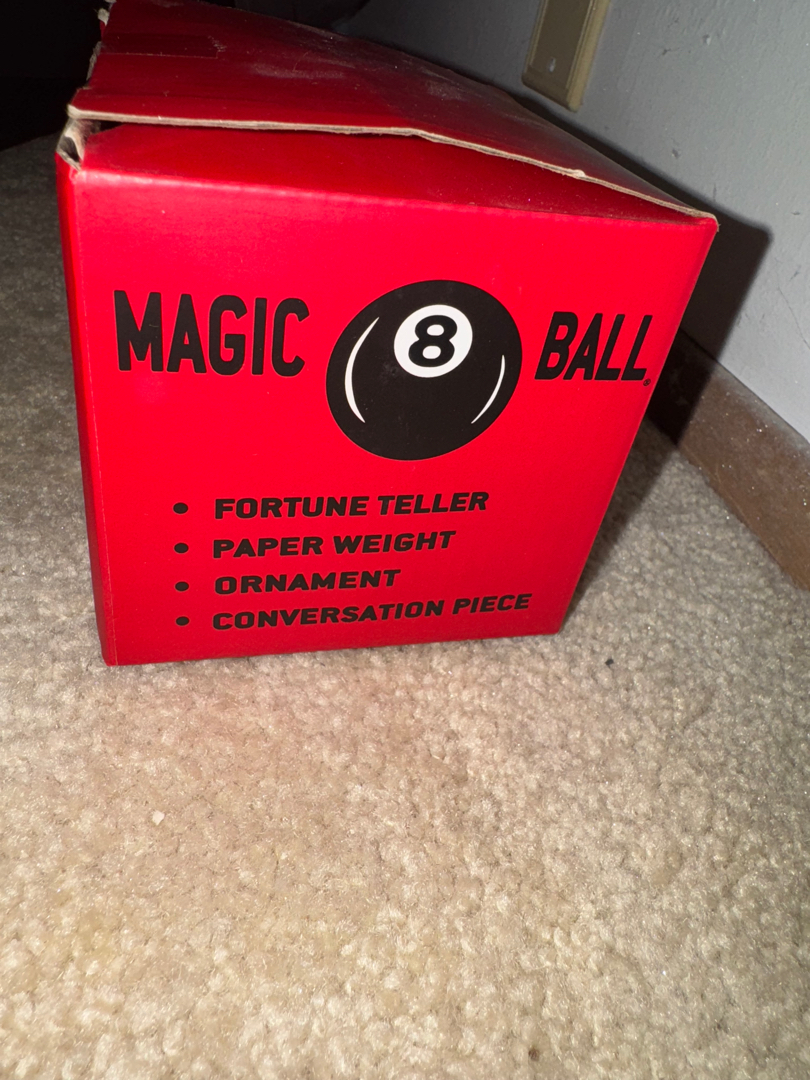 MAGIC 8 BALL®
• FORTUNE TELLER
• PAPER WEIGHT
• ORNAMENT
• CONVERSATION PIECE